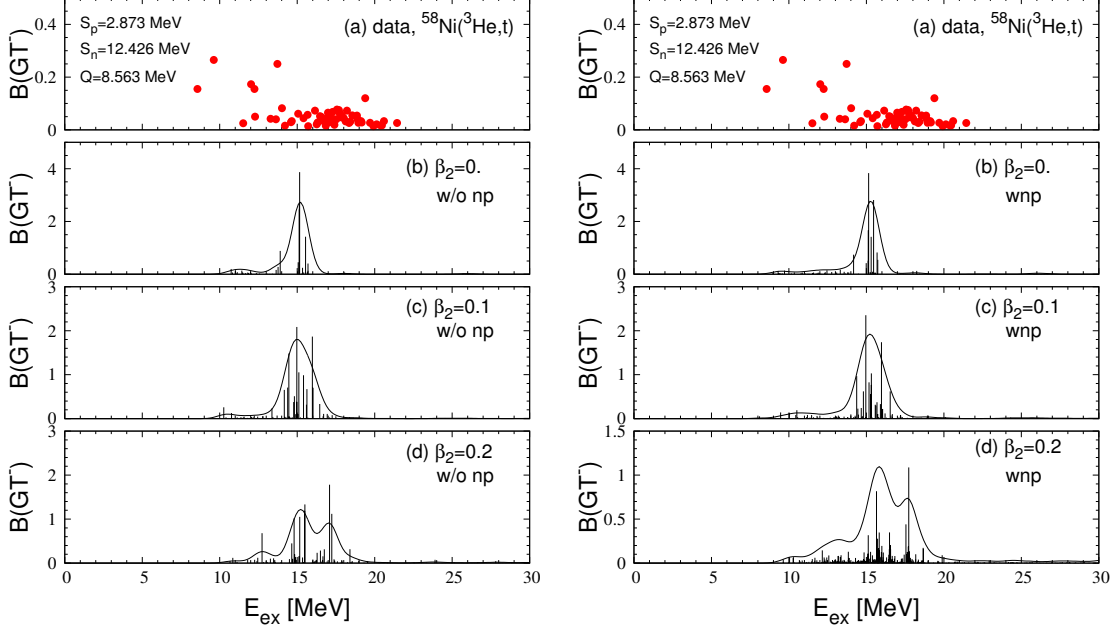 B(GT⁻)
0.4
0.2
0
S_p=2.873 MeV
S_n=12.426 MeV
Q=8.563 MeV
(a) data, ⁵⁸Ni(³He,t)
B(GT⁻)
4
2
0
(b) β₂=0.
w/o np
B(GT⁻)
3
2
1
0
(c) β₂=0.1
w/o np
B(GT⁻)
3
2
1
0
(d) β₂=0.2
w/o np
0 5 10 15 20 25 30
E_ex [MeV]
B(GT⁻)
0.4
0.2
0
S_p=2.873 MeV
S_n=12.426 MeV
Q=8.563 MeV
(a) data, ⁵⁸Ni(³He,t)
B(GT⁻)
4
2
0
(b) β₂=0.
wnp
B(GT⁻)
3
2
1
0
(c) β₂=0.1
wnp
B(GT⁻)
1.5
1
0.5
0
(d) β₂=0.2
wnp
0 5 10 15 20 25 30
E_ex [MeV]